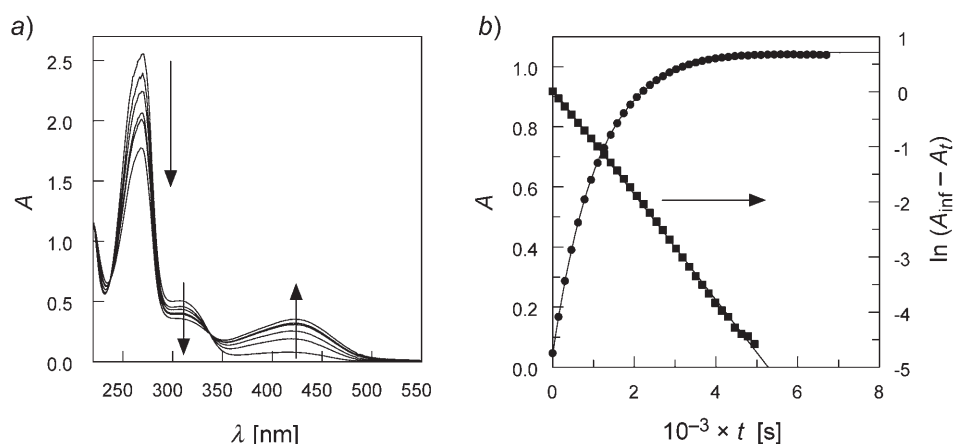 a)
2.5
2.0
1.5
1.0
0.5
0.0
A
250 300 350 400 450 500 550
λ [nm]
b)
1.0
0.8
0.6
0.4
0.2
0.0
A
0 2 4 6 8
10⁻³ × t [s]
1
0
-1
-2
-3
-4
-5
ln (A_inf – A_t)